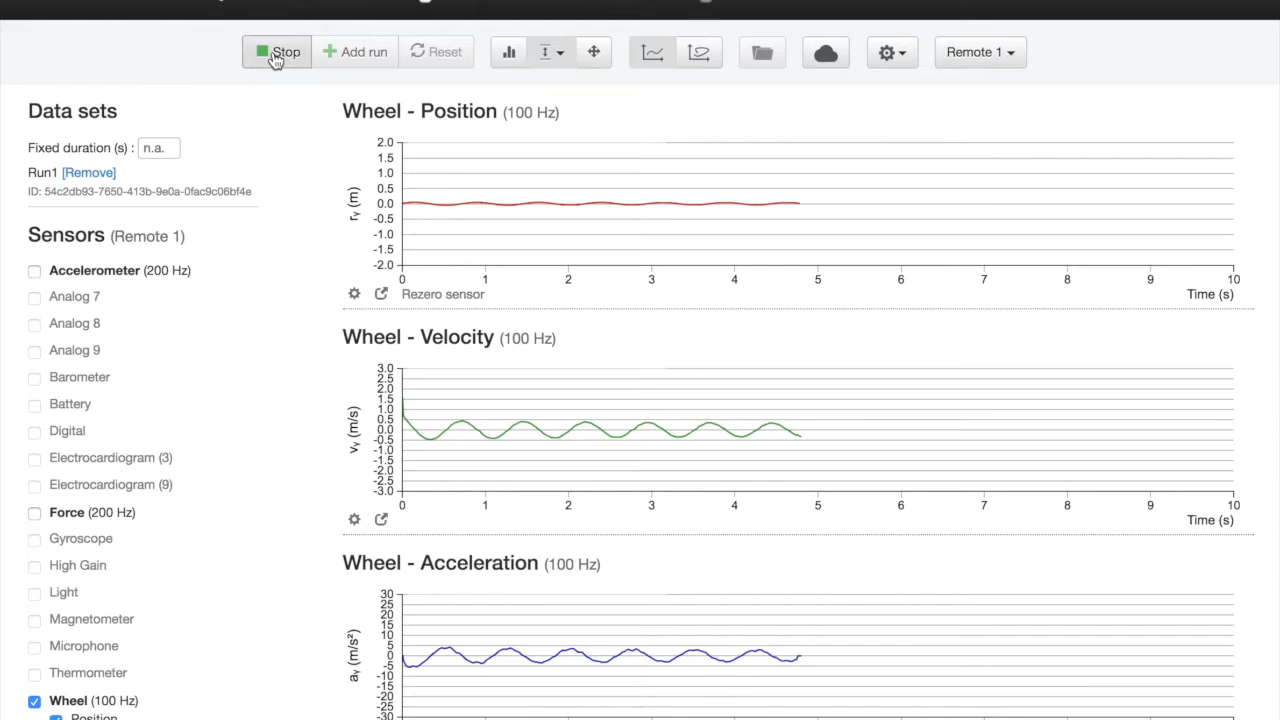 Stop Add run Reset Remote 1
Data sets
Fixed duration (s) : n.a.
Run1 [Remove]
ID: 54c2db93-7650-413b-9e0a-0fac9c06bf4e
Sensors (Remote 1)
Accelerometer (200 Hz)
Analog 7
Analog 8
Analog 9
Barometer
Battery
Digital
Electrocardiogram (3)
Electrocardiogram (9)
Force (200 Hz)
Gyroscope
High Gain
Light
Magnetometer
Microphone
Thermometer
Wheel (100 Hz)
Position
Wheel - Position (100 Hz)
ry (m)
2.0
1.5
1.0
0.5
0.0
-0.5
-1.0
-1.5
-2.0
0 1 2 3 4 5 6 7 8 9 10
Rezero sensor Time (s)
Wheel - Velocity (100 Hz)
vy (m/s)
3.0
2.5
2.0
1.5
1.0
0.5
0.0
-0.5
-1.0
-1.5
-2.0
-2.5
-3.0
0 1 2 3 4 5 6 7 8 9 10
Time (s)
Wheel - Acceleration (100 Hz)
ay (m/s²)
30
25
20
15
10
5
0
-5
-10
-15
-20
-25
-30